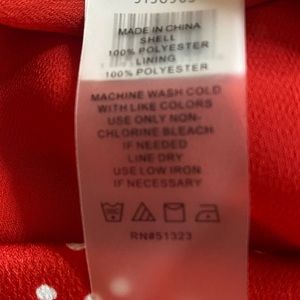 MADE IN CHINA
SHELL
100% POLYESTER
LINING
100% POLYESTER
MACHINE WASH COLD
WITH LIKE COLORS
USE ONLY NON-
CHLORINE BLEACH
IF NEEDED
LINE DRY
USE LOW IRON
IF NECESSARY
RN#51323